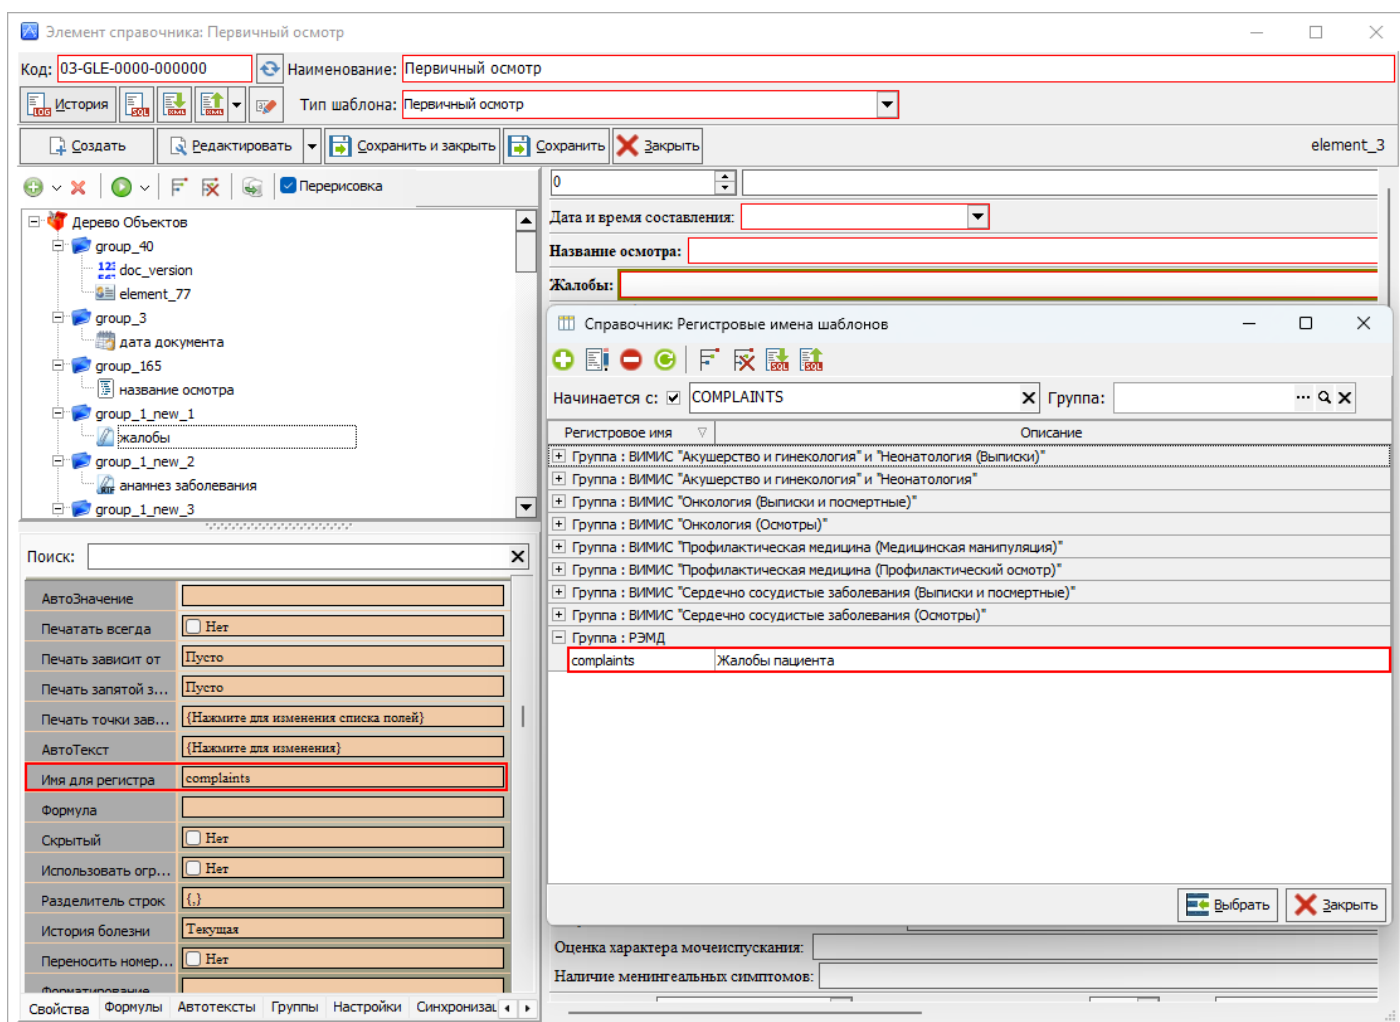 Элемент справочника: Первичный осмотр
Код: 03-GLE-0000-000000 Наименование: Первичный осмотр
История Тип шаблона: Первичный осмотр
Создать Редактировать Сохранить и закрыть Сохранить Закрыть element_3
Перерисовка
Дерево Объектов
group_40
doc_version
element_77
group_3
дата документа
group_165
название осмотра
group_1_new_1
жалобы
group_1_new_2
анамнез заболевания
group_1_new_3
Поиск:
АвтоЗначение
Печатать всегда Нет
Печать зависит от Пусто
Печать запятой з... Пусто
Печать точки зав... {Нажмите для изменения списка полей}
АвтоТекст {Нажмите для изменения}
Имя для регистра complaints
Формула
Скрытый Нет
Использовать огр... Нет
Разделитель строк {,}
История болезни Текущая
Переносить номер... Нет
Форматирование
Свойства Формулы Автотексты Группы Настройки Синхронизац
0
Дата и время составления:
Название осмотра:
Жалобы:
Справочник: Регистровые имена шаблонов
Начинается с: COMPLAINTS Группа:
Регистровое имя Описание
Группа : ВИМИС "Акушерство и гинекология" и "Неонатология (Выписки)"
Группа : ВИМИС "Акушерство и гинекология" и "Неонатология"
Группа : ВИМИС "Онкология (Выписки и посмертные)"
Группа : ВИМИС "Онкология (Осмотры)"
Группа : ВИМИС "Профилактическая медицина (Медицинская манипуляция)"
Группа : ВИМИС "Профилактическая медицина (Профилактический осмотр)"
Группа : ВИМИС "Сердечно сосудистые заболевания (Выписки и посмертные)"
Группа : ВИМИС "Сердечно сосудистые заболевания (Осмотры)"
Группа : РЭМД
complaints Жалобы пациента
Выбрать Закрыть
Оценка характера мочеиспускания:
Наличие менингеальных симптомов: